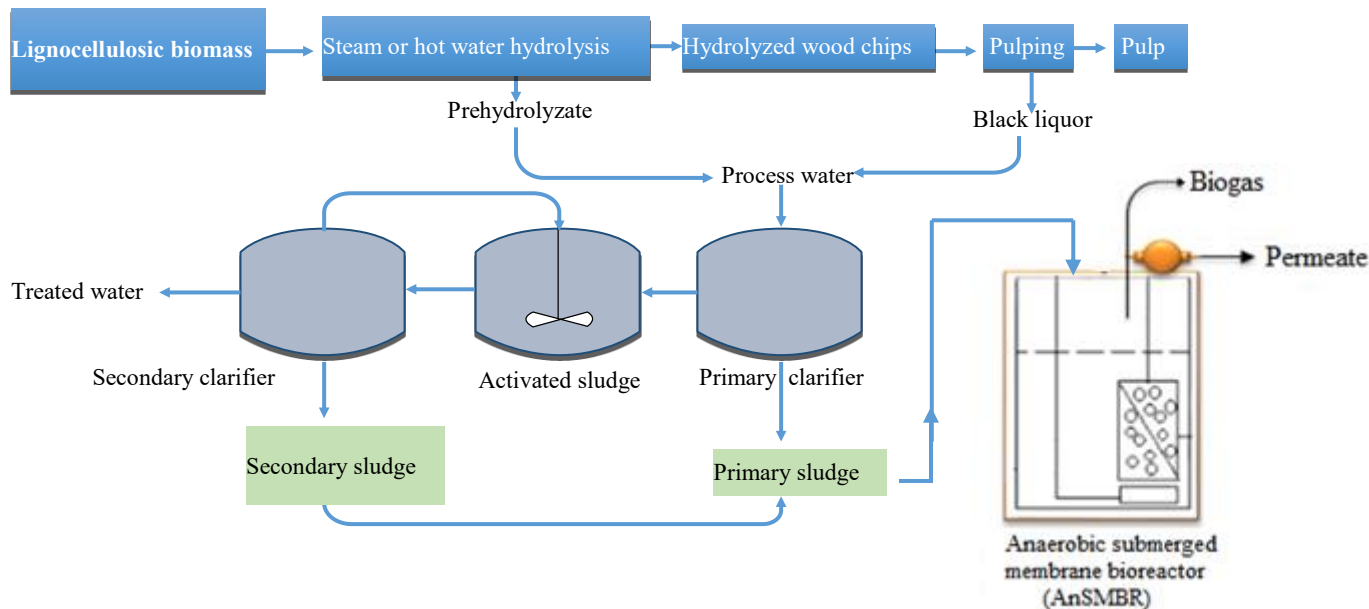 Lignocellulosic biomass
Steam or hot water hydrolysis
Hydrolyzed wood chips
Pulping
Pulp
Prehydrolyzate
Black liquor
Process water
Biogas
Permeate
Treated water
Secondary clarifier
Activated sludge
Primary clarifier
Secondary sludge
Primary sludge
Anaerobic submerged
membrane bioreactor
(AnSMBR)